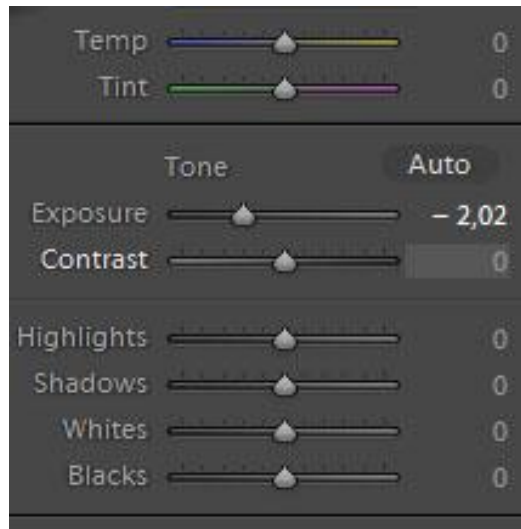 Temp 0
Tint 0
Tone Auto
Exposure – 2,02
Contrast 0
Highlights 0
Shadows 0
Whites 0
Blacks 0